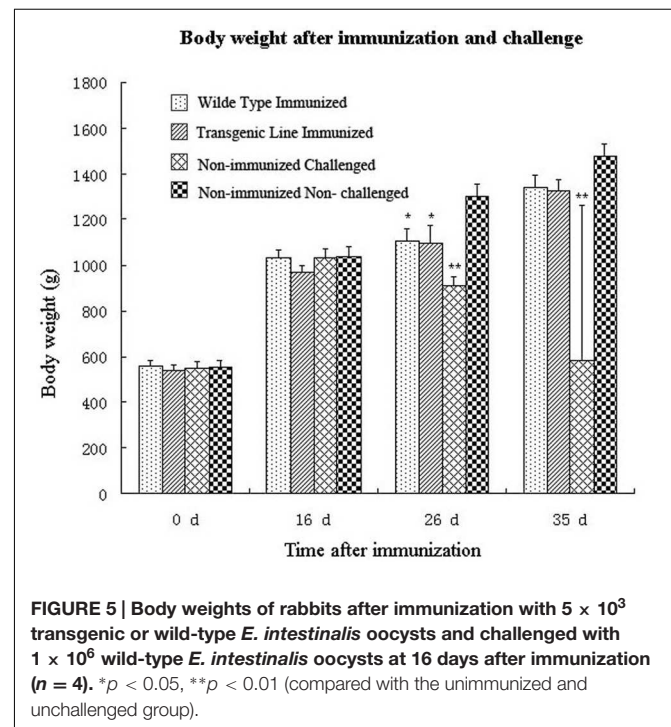 Body weight after immunization and challenge
1800
1600
1400
1200
1000
800
600
400
200
0
Body weight (g)
Wilde Type Immunized
Transgenic Line Immunized
Non-immunized Challenged
Non-immunized Non- challenged
* * **
**
0 d 16 d 26 d 35 d
Time after immunization
FIGURE 5 | Body weights of rabbits after immunization with 5 × 10³
transgenic or wild-type E. intestinalis oocysts and challenged with
1 × 10⁶ wild-type E. intestinalis oocysts at 16 days after immunization
(n = 4). *p < 0.05, **p < 0.01 (compared with the unimmunized and
unchallenged group).